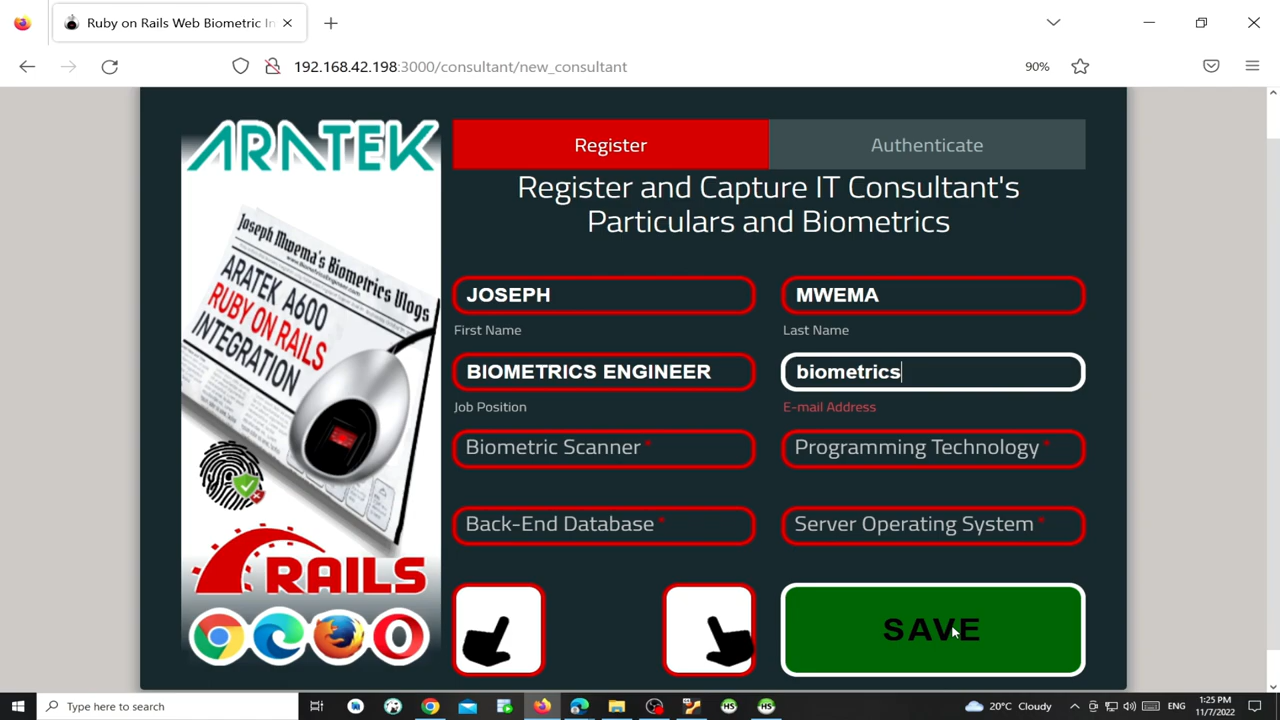 Ruby on Rails Web Biometric In
192.168.42.198:3000/consultant/new_consultant
90%
ARATEK
Joseph Mwema's Biometrics Vlogs
ARATEK A600
RUBY ON RAILS
INTEGRATION
RAILS
Register
Authenticate
Register and Capture IT Consultant's
Particulars and Biometrics
JOSEPH
MWEMA
First Name
Last Name
BIOMETRICS ENGINEER
biometrics
Job Position
E-mail Address
Biometric Scanner *
Programming Technology *
Back-End Database *
Server Operating System *
SAVE
Type here to search
20°C Cloudy
ENG
1:25 PM
11/7/2022